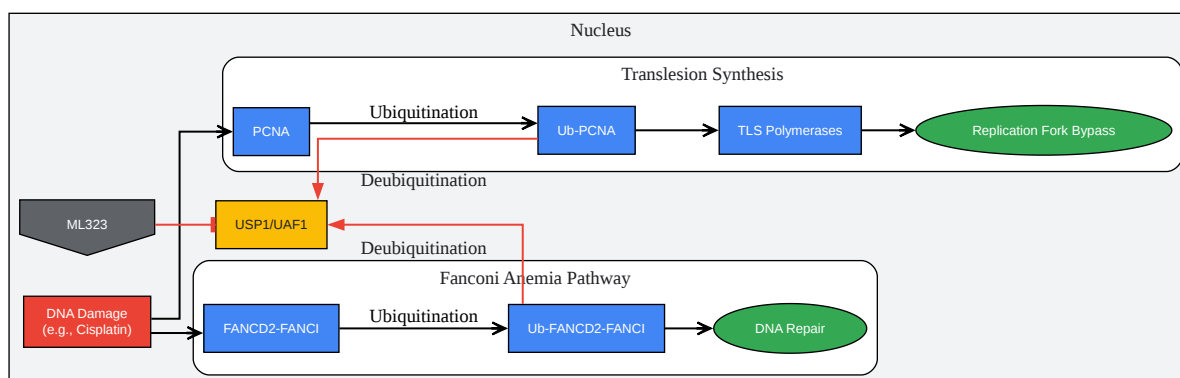 Nucleus
Translesion Synthesis
PCNA
Ubiquitination
Ub-PCNA
TLS Polymerases
Replication Fork Bypass
Deubiquitination
ML323
USP1/UAF1
Deubiquitination
Fanconi Anemia Pathway
DNA Damage
(e.g., Cisplatin)
FANCD2-FANCI
Ubiquitination
Ub-FANCD2-FANCI
DNA Repair